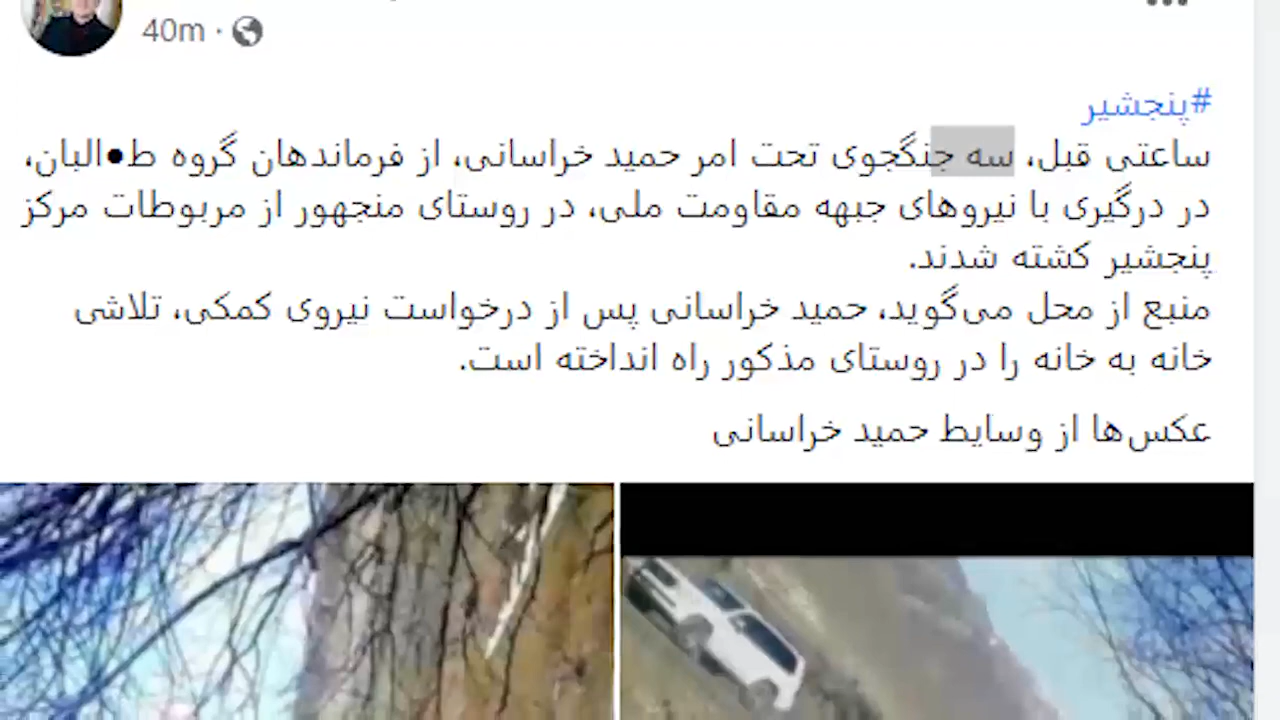 40m ·
#پنجشیر
ساعتی قبل، سه جنگجوی تحت امر حمید خراسانی، از فرماندهان گروه ط●البان،
در درگیری با نیروهای جبهه مقاومت ملی، در روستای منجهور از مربوطات مرکز
پنجشیر کشته شدند.
منبع از محل می‌گوید، حمید خراسانی پس از درخواست نیروی کمکی، تلاشی
خانه به خانه را در روستای مذکور راه انداخته است.
عکس‌ها از وسایط حمید خراسانی